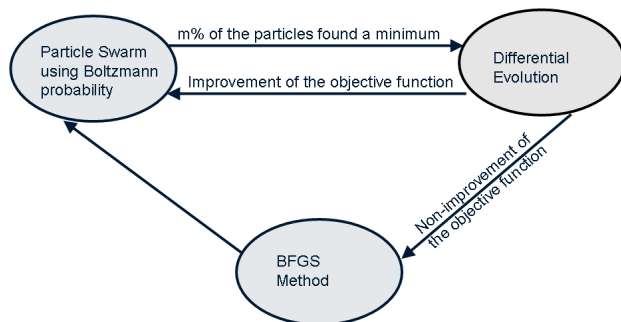 m% of the particles found a minimum
Particle Swarm
using Boltzmann
probability
Differential
Evolution
Improvement of the objective function
Non-improvement of
the objective function
BFGS
Method